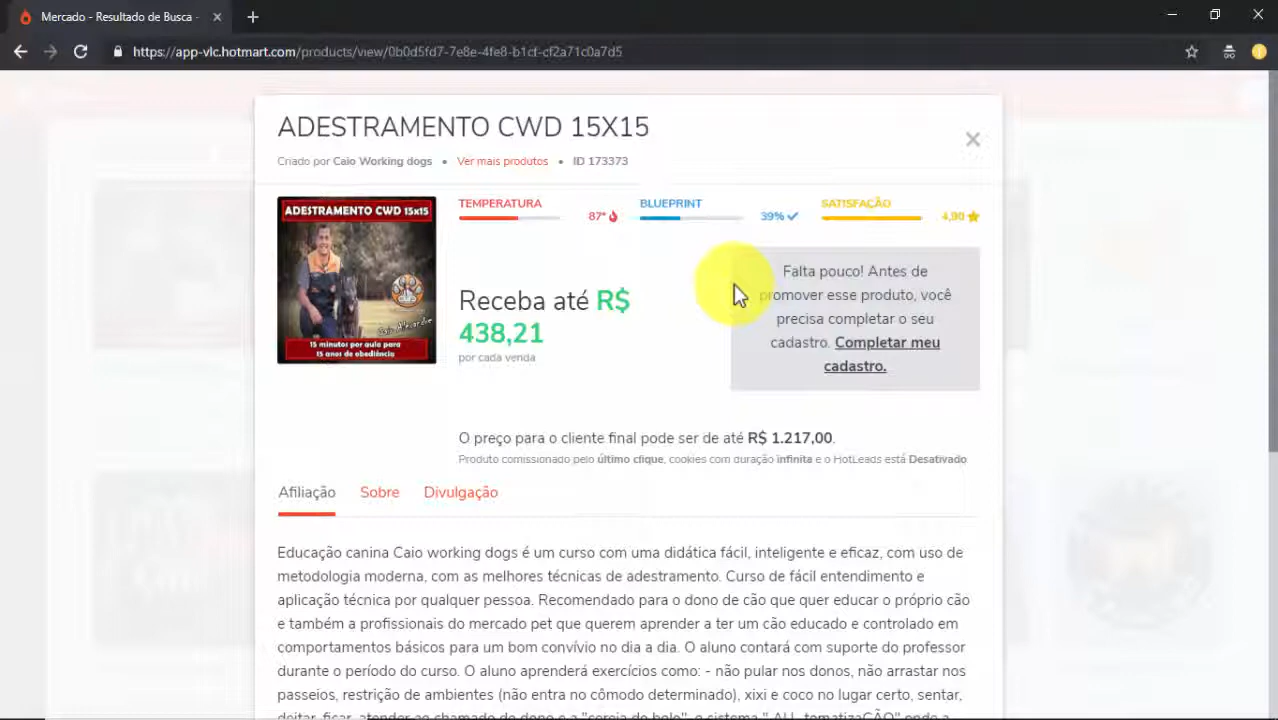 Mercado - Resultado de Busca -
https://app-vlc.hotmart.com/products/view/0b0d5fd7-7e8e-4fe8-b1cf-cf2a71c0a7d5
ADESTRAMENTO CWD 15X15
Criado por Caio Working dogs • Ver mais produtos • ID 173373
ADESTRAMENTO CWD 15x15
Caio Alexandre
15 minutos por aula para
15 anos de obediência
TEMPERATURA
87°
BLUEPRINT
39%
SATISFAÇÃO
4,90
Receba até R$
438,21
por cada venda
Falta pouco! Antes de
promover esse produto, você
precisa completar o seu
cadastro. Completar meu
cadastro.
O preço para o cliente final pode ser de até R$ 1.217,00.
Produto comissionado pelo último clique, cookies com duração infinita e o HotLeads está Desativado
Afiliação Sobre Divulgação
Educação canina Caio working dogs é um curso com uma didática fácil, inteligente e eficaz, com uso de
metodologia moderna, com as melhores técnicas de adestramento. Curso de fácil entendimento e
aplicação técnica por qualquer pessoa. Recomendado para o dono de cão que quer educar o próprio cão
e também a profissionais do mercado pet que querem aprender a ter um cão educado e controlado em
comportamentos básicos para um bom convívio no dia a dia. O aluno contará com suporte do professor
durante o período do curso. O aluno aprenderá exercícios como: - não pular nos donos, não arrastar nos
passeios, restrição de ambientes (não entra no cômodo determinado), xixi e coco no lugar certo, sentar,
deitar, ficar, atender ao chamado do dono e a